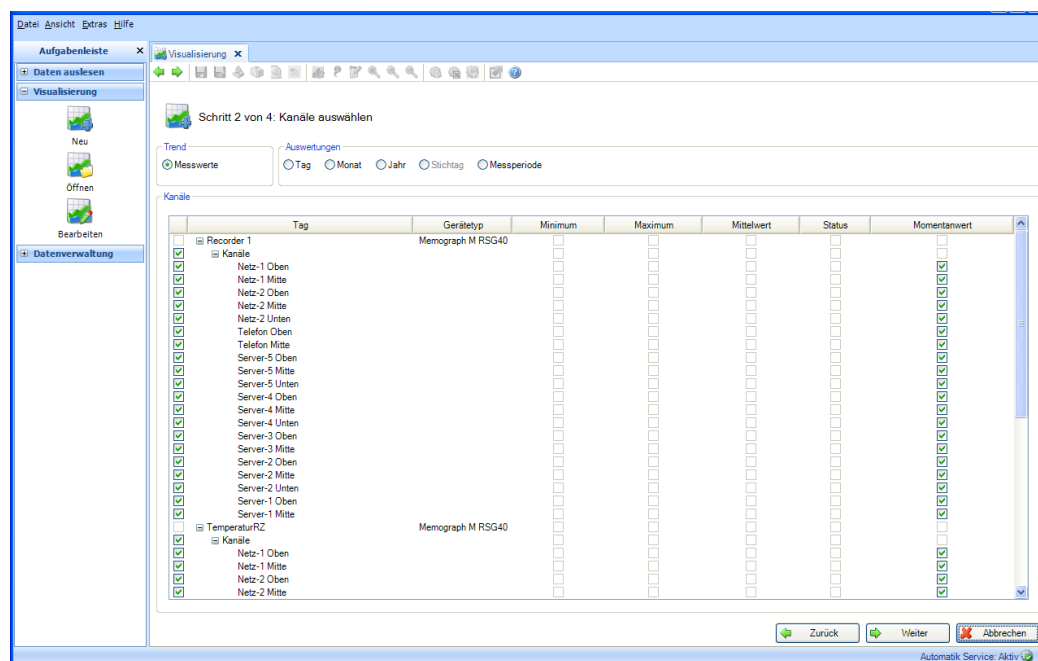 Datei Ansicht Extras Hilfe
Aufgabenleiste
Daten auslesen
Visualisierung
Neu
Öffnen
Bearbeiten
Datenverwaltung
Visualisierung
Schritt 2 von 4: Kanäle auswählen
Trend
Messwerte
Auswertungen
Tag Monat Jahr Stichtag Messperiode
Kanäle
Tag Gerätetyp Minimum Maximum Mittelwert Status Momentanwert
Recorder 1 Memograph M RSG40
Kanäle
Netz-1 Oben
Netz-1 Mitte
Netz-2 Oben
Netz-2 Mitte
Netz-2 Unten
Telefon Oben
Telefon Mitte
Server-5 Oben
Server-5 Mitte
Server-5 Unten
Server-4 Oben
Server-4 Mitte
Server-4 Unten
Server-3 Oben
Server-3 Mitte
Server-2 Oben
Server-2 Mitte
Server-2 Unten
Server-1 Oben
Server-1 Mitte
TemperaturRZ Memograph M RSG40
Kanäle
Netz-1 Oben
Netz-1 Mitte
Netz-2 Oben
Netz-2 Mitte
Zurück Weiter Abbrechen
Automatik Service: Aktiv